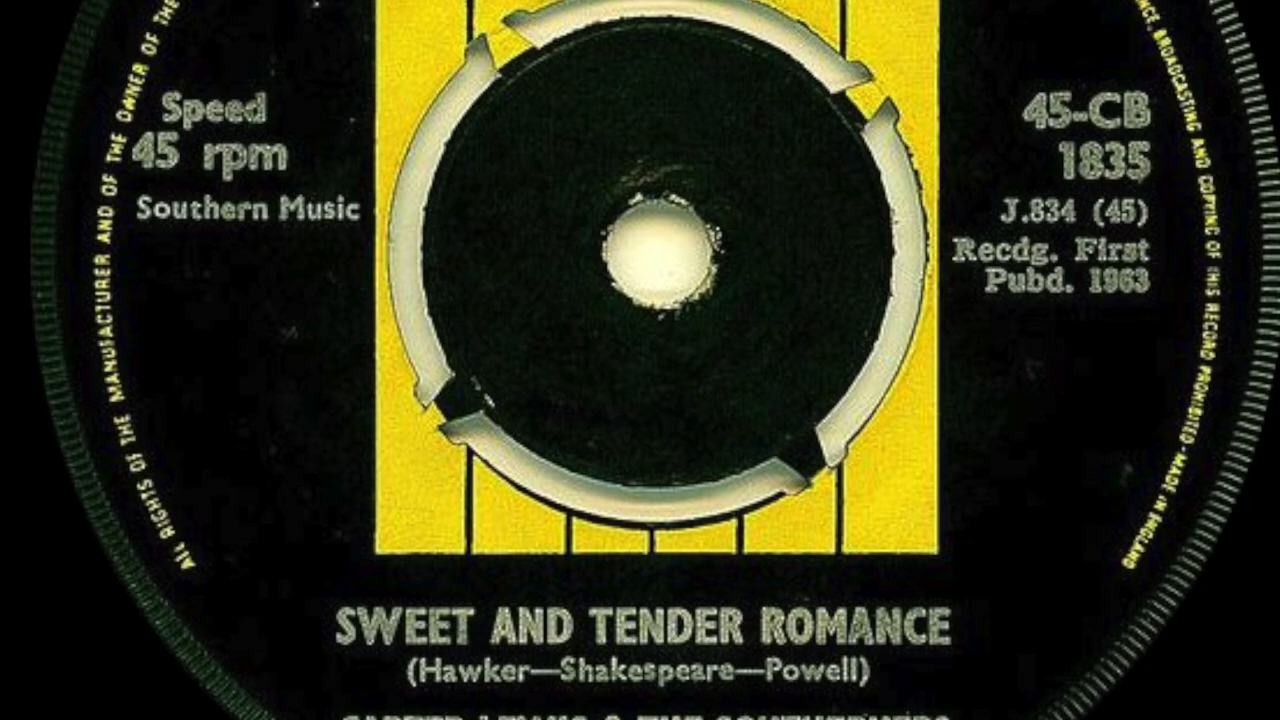 Speed
45 rpm
Southern Music
45-CB
1835
J.834 (45)
Recdg. First
Pubd. 1963
ALL RIGHTS OF THE MANUFACTURER AND OF THE OWNER OF THE
BROADCASTING AND COPYING OF THIS RECORD PROHIBITED • MADE IN ENGLAND
SWEET AND TENDER ROMANCE
(Hawker—Shakespeare—Powell)